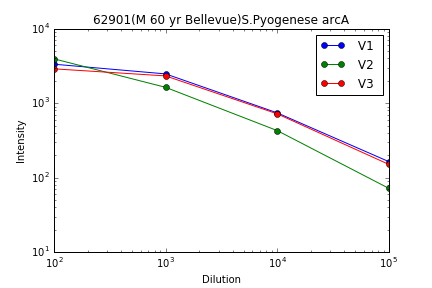 62901(M 60 yr Bellevue)S.Pyogenese arcA
V1
V2
V3
Intensity
10^4
10^3
10^2
10^1
10^2 10^3 10^4 10^5
Dilution